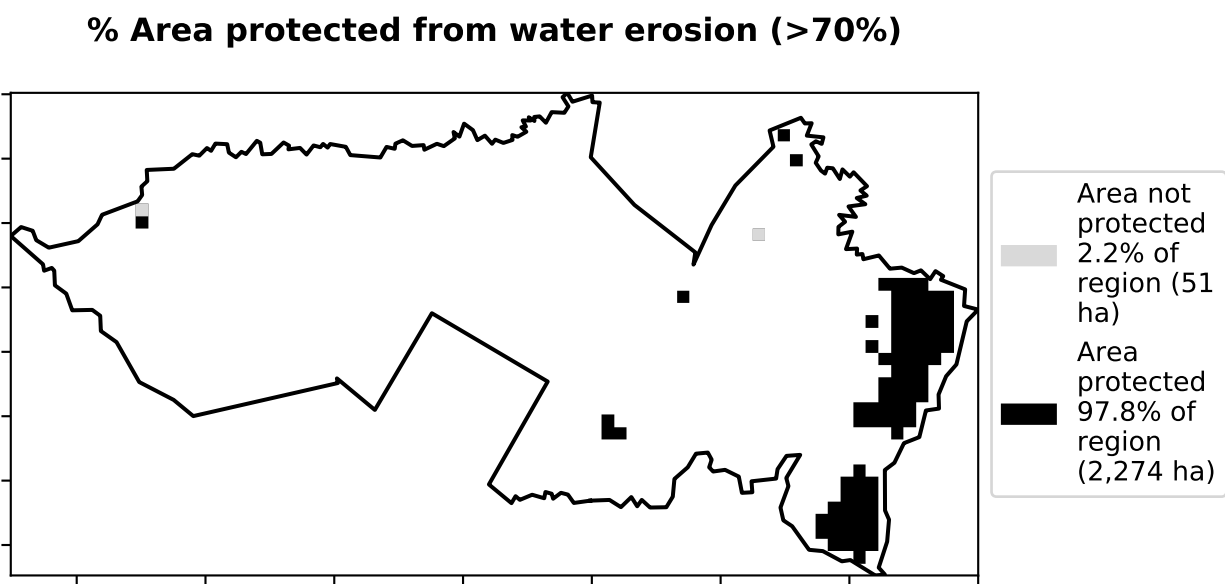 % Area protected from water erosion (>70%)
Area not
protected
2.2% of
region (51
ha)
Area
protected
97.8% of
region
(2,274 ha)